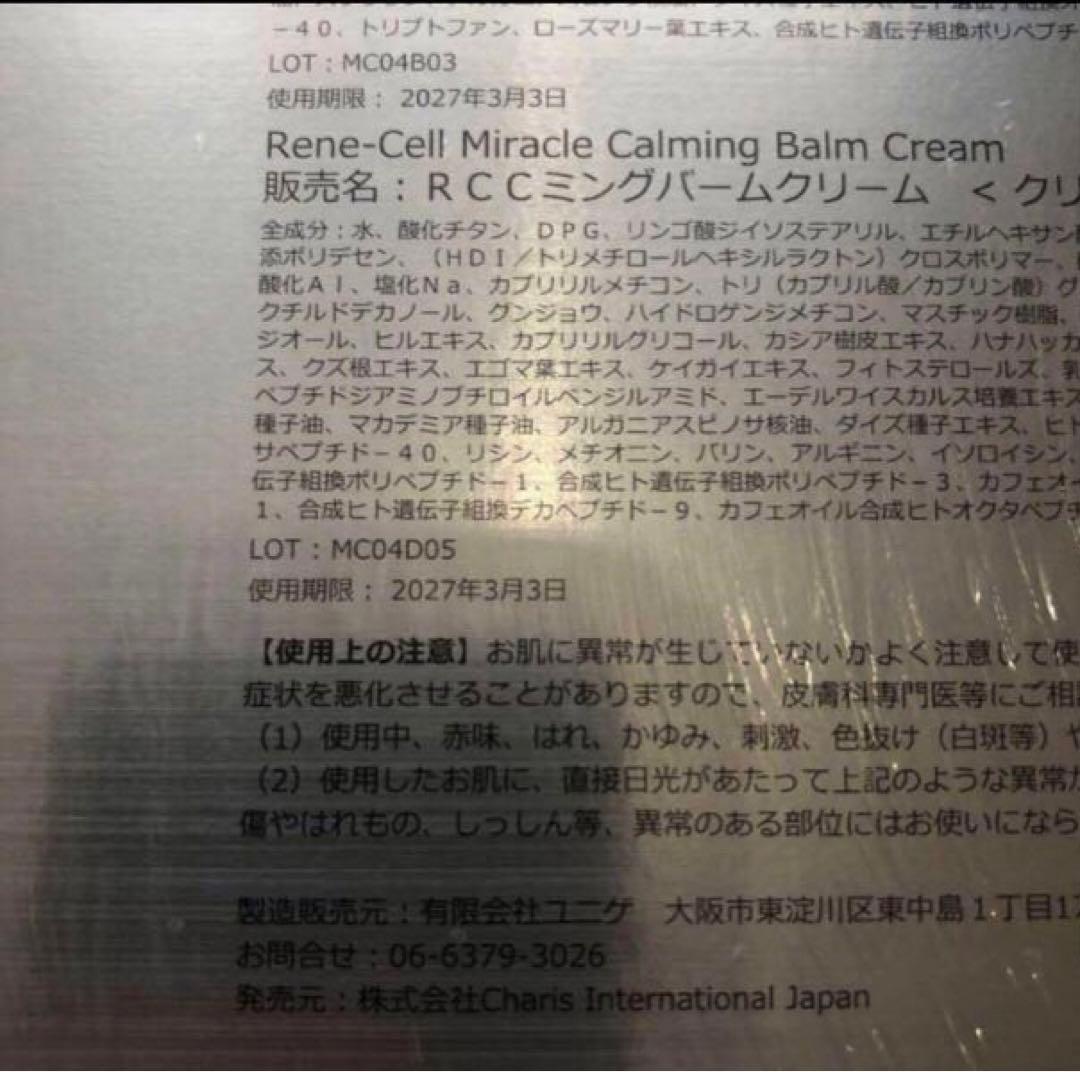 －４０、トリプトファン、ローズマリー葉エキス、合成ヒト遺伝子組換ポリペプチ
LOT：MC04B03
使用期限： 2027年3月3日
Rene-Cell Miracle Calming Balm Cream
販売名：ＲＣＣミングバームクリーム ＜クリ
全成分：水、酸化チタン、ＤＰＧ、リンゴ酸ジイソステアリル、エチルヘキサン
添ポリデセン、（ＨＤＩ／トリメチロールヘキシルラクトン）クロスポリマー、
酸化Ａｌ、塩化Ｎａ、カプリリルメチコン、トリ（カプリル酸／カプリン酸）グ
クチルドデカノール、グンジョウ、ハイドロゲンジメチコン、マスチック樹脂、
ジオール、ヒルエキス、カプリリルグリコール、カシア樹皮エキス、ハナハッカ
ス、クズ根エキス、エゴマ葉エキス、ケイガイエキス、フィトステロールズ、乳
ペプチドジアミノブチロイルベンジルアミド、エーデルワイスカルス培養エキス
種子油、マカデミア種子油、アルガニアスピノサ核油、ダイズ種子エキス、ヒト
サペプチド－４０、リシン、メチオニン、バリン、アルギニン、イソロイシン、
伝子組換ポリペプチド－１、合成ヒト遺伝子組換ポリペプチド－３、カフェオイ
１、合成ヒト遺伝子組換デカペプチド－９、カフェオイル合成ヒトオクタペプチ
LOT：MC04D05
使用期限： 2027年3月3日
【使用上の注意】お肌に異常が生じていないかよく注意して使
症状を悪化させることがありますので、皮膚科専門医等にご相
（1）使用中、赤味、はれ、かゆみ、刺激、色抜け（白斑等）や
（2）使用したお肌に、直接日光があたって上記のような異常が
傷やはれもの、しっしん等、異常のある部位にはお使いになら
製造販売元：有限会社ユニケ 大阪市東淀川区東中島１丁目17
お問合せ：06-6379-3026
発売元：株式会社Charis International Japan